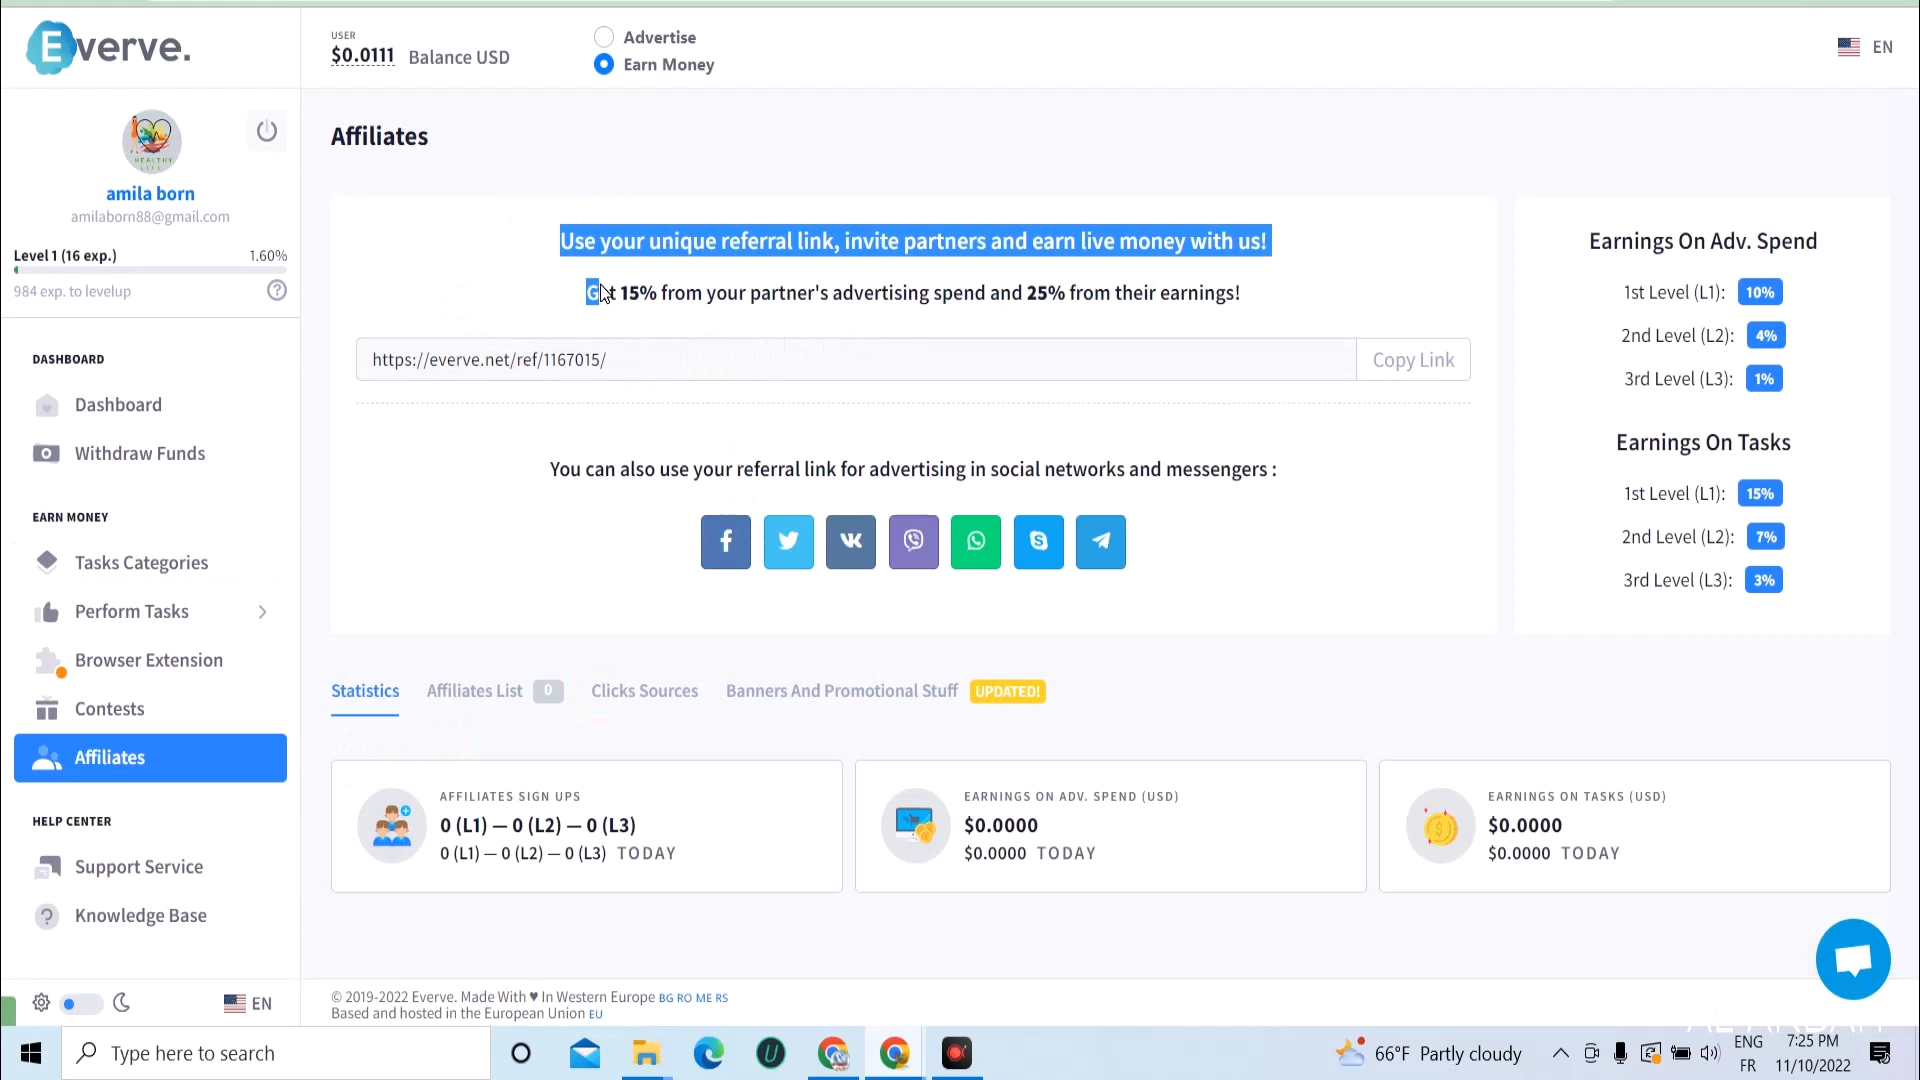 Everve.
USER
$0.0111 Balance USD
Advertise
Earn Money
EN
HEALTHY
amila born
amilaborn88@gmail.com
Level 1 (16 exp.) 1.60%
984 exp. to levelup
DASHBOARD
Dashboard
Withdraw Funds
EARN MONEY
Tasks Categories
Perform Tasks
Browser Extension
Contests
Affiliates
HELP CENTER
Support Service
Knowledge Base
EN
Affiliates
Use your unique referral link, invite partners and earn live money with us!
Get 15% from your partner's advertising spend and 25% from their earnings!
https://everve.net/ref/1167015/ Copy Link
You can also use your referral link for advertising in social networks and messengers :
Earnings On Adv. Spend
1st Level (L1): 10%
2nd Level (L2): 4%
3rd Level (L3): 1%
Earnings On Tasks
1st Level (L1): 15%
2nd Level (L2): 7%
3rd Level (L3): 3%
Statistics Affiliates List 0 Clicks Sources Banners And Promotional Stuff UPDATED!
AFFILIATES SIGN UPS
0 (L1) — 0 (L2) — 0 (L3)
0 (L1) — 0 (L2) — 0 (L3) TODAY
EARNINGS ON ADV. SPEND (USD)
$0.0000
$0.0000 TODAY
EARNINGS ON TASKS (USD)
$0.0000
$0.0000 TODAY
© 2019-2022 Everve. Made With ♥ In Western Europe BG RO ME RS
Based and hosted in the European Union EU
Type here to search
66°F Partly cloudy
ENG
FR
7:25 PM
11/10/2022